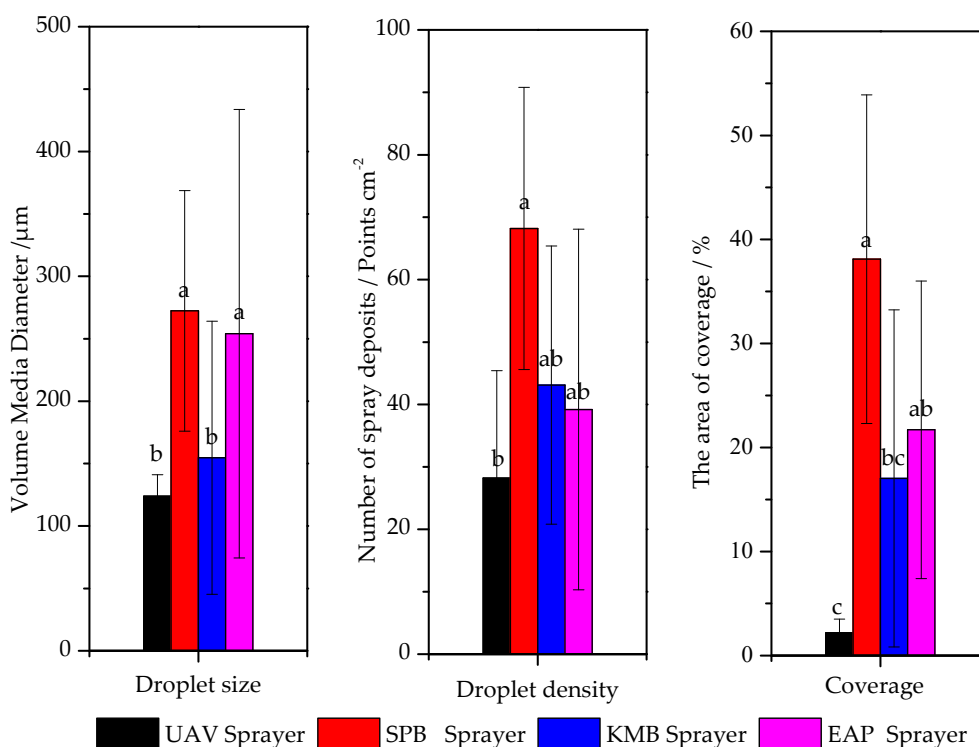 500
400
300
200
100
0
Volume Media Diameter /µm
b
a
b
a
Droplet size
100
80
60
40
20
0
Number of spray deposits / Points cm-2
b
a
ab
ab
Droplet density
60
50
40
30
20
10
0
The area of coverage / %
c
a
bc
ab
Coverage
UAV Sprayer SPB Sprayer KMB Sprayer EAP Sprayer